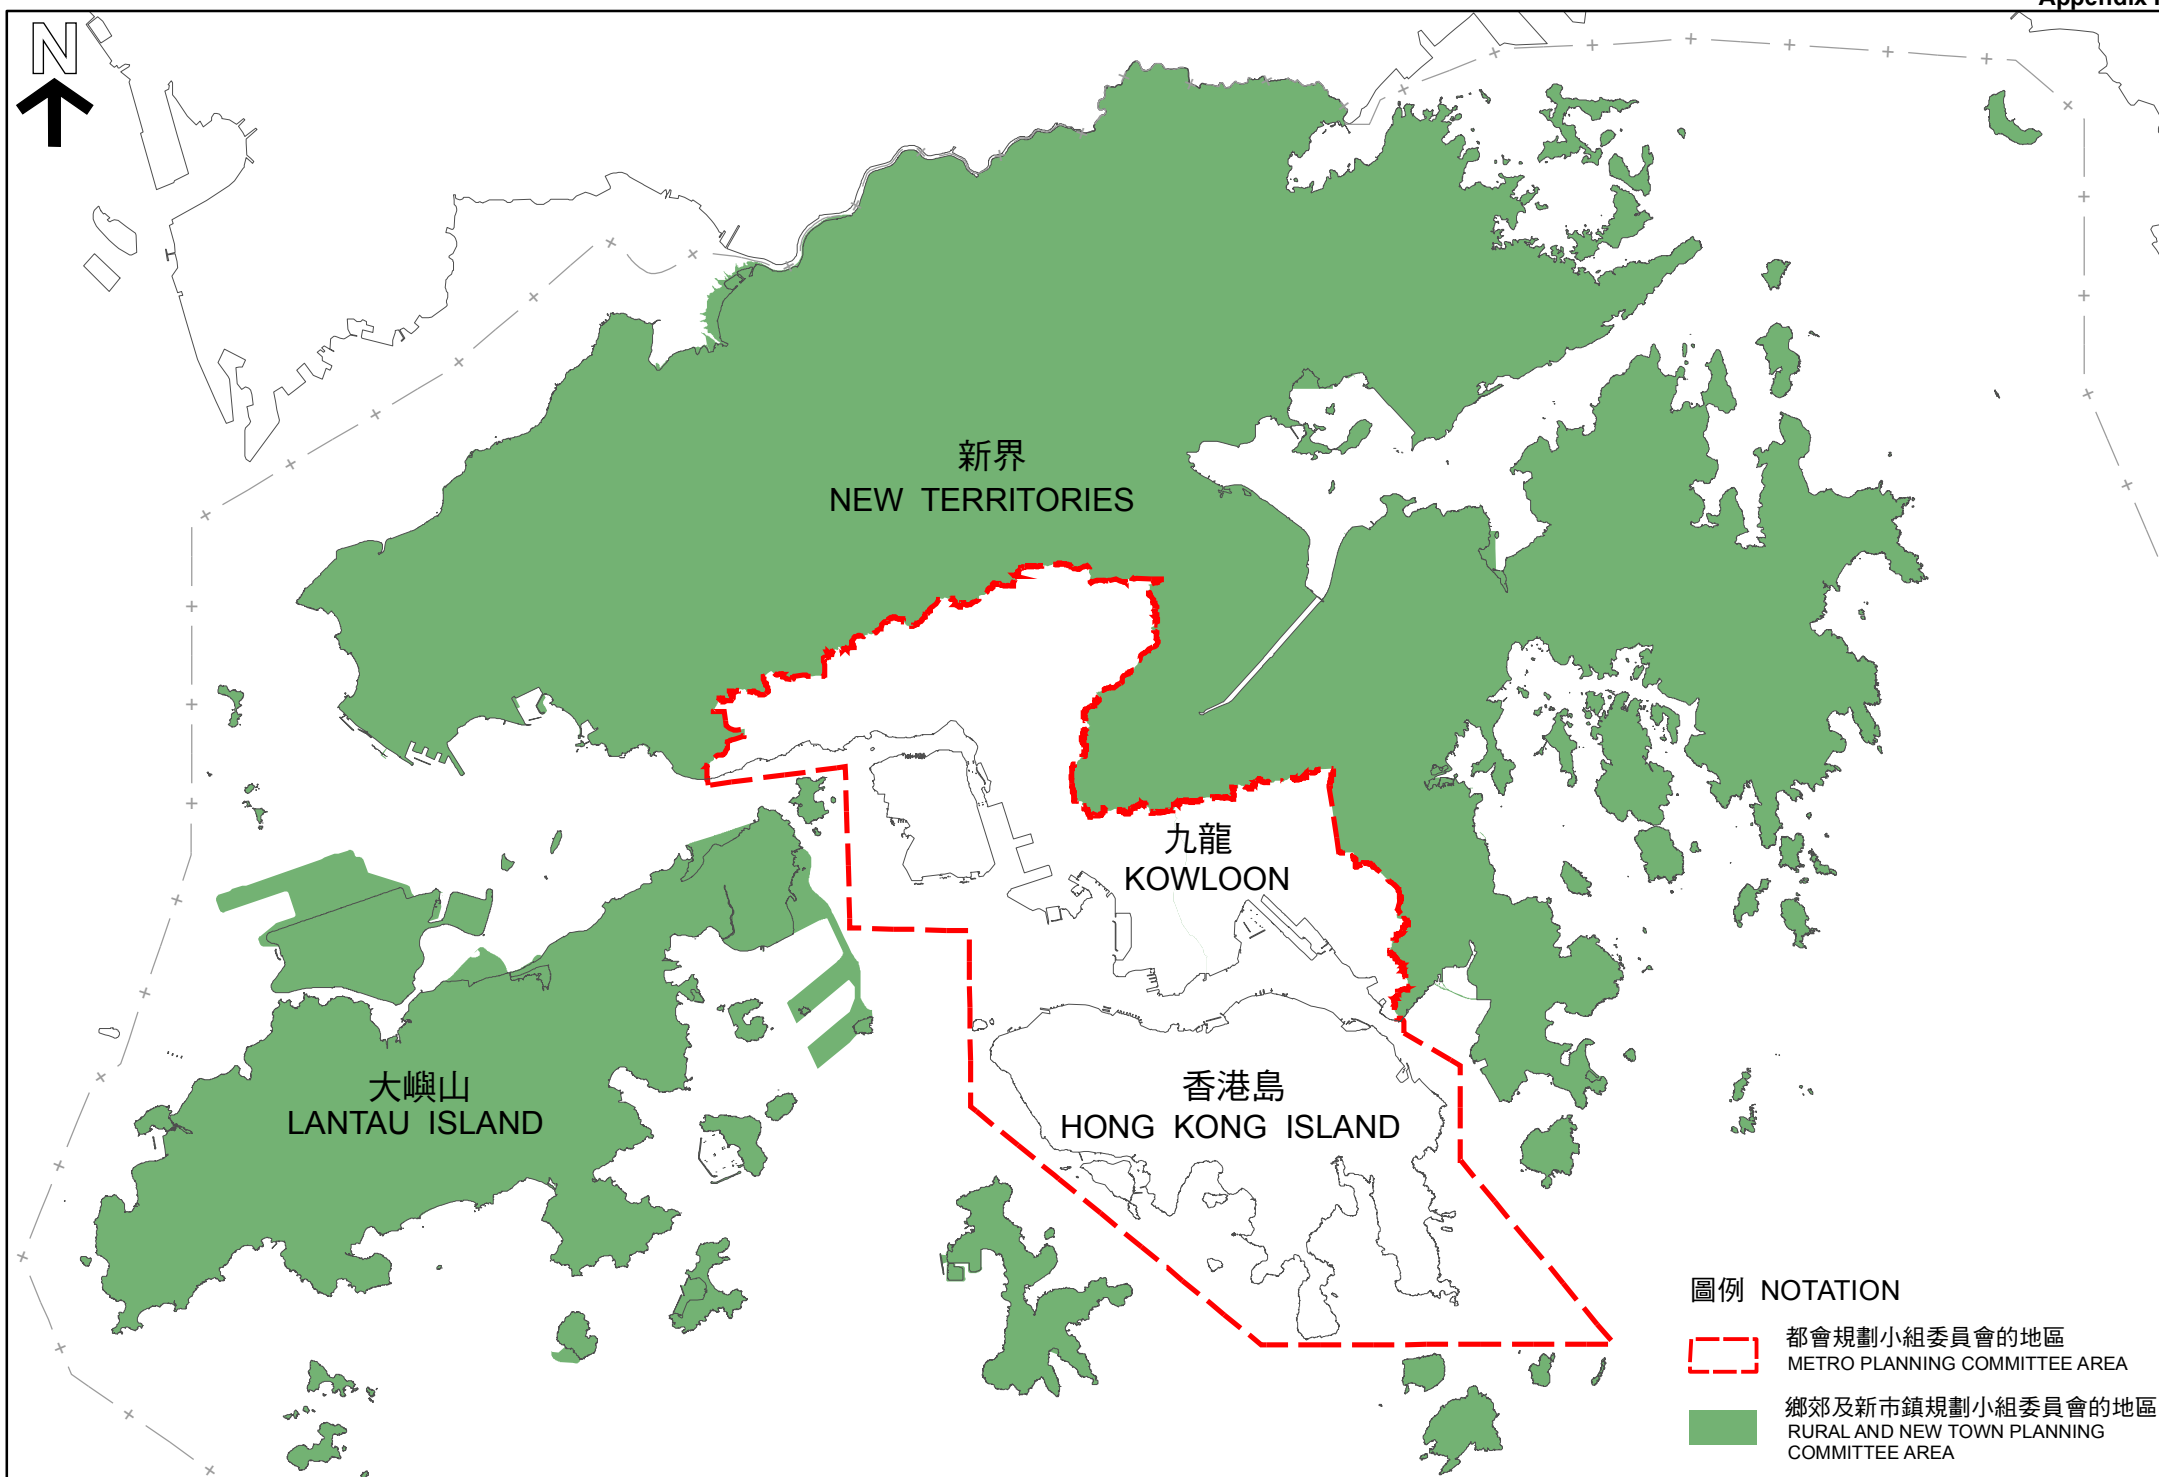 Appendix
N
新界
NEW TERRITORIES
九龍
KOWLOON
大嶼山
LANTAU ISLAND
香港島
HONG KONG ISLAND
圖例 NOTATION
都會規劃小組委員會的地區
METRO PLANNING COMMITTEE AREA
鄉郊及新市鎮規劃小組委員會的地區
RURAL AND NEW TOWN PLANNING
COMMITTEE AREA